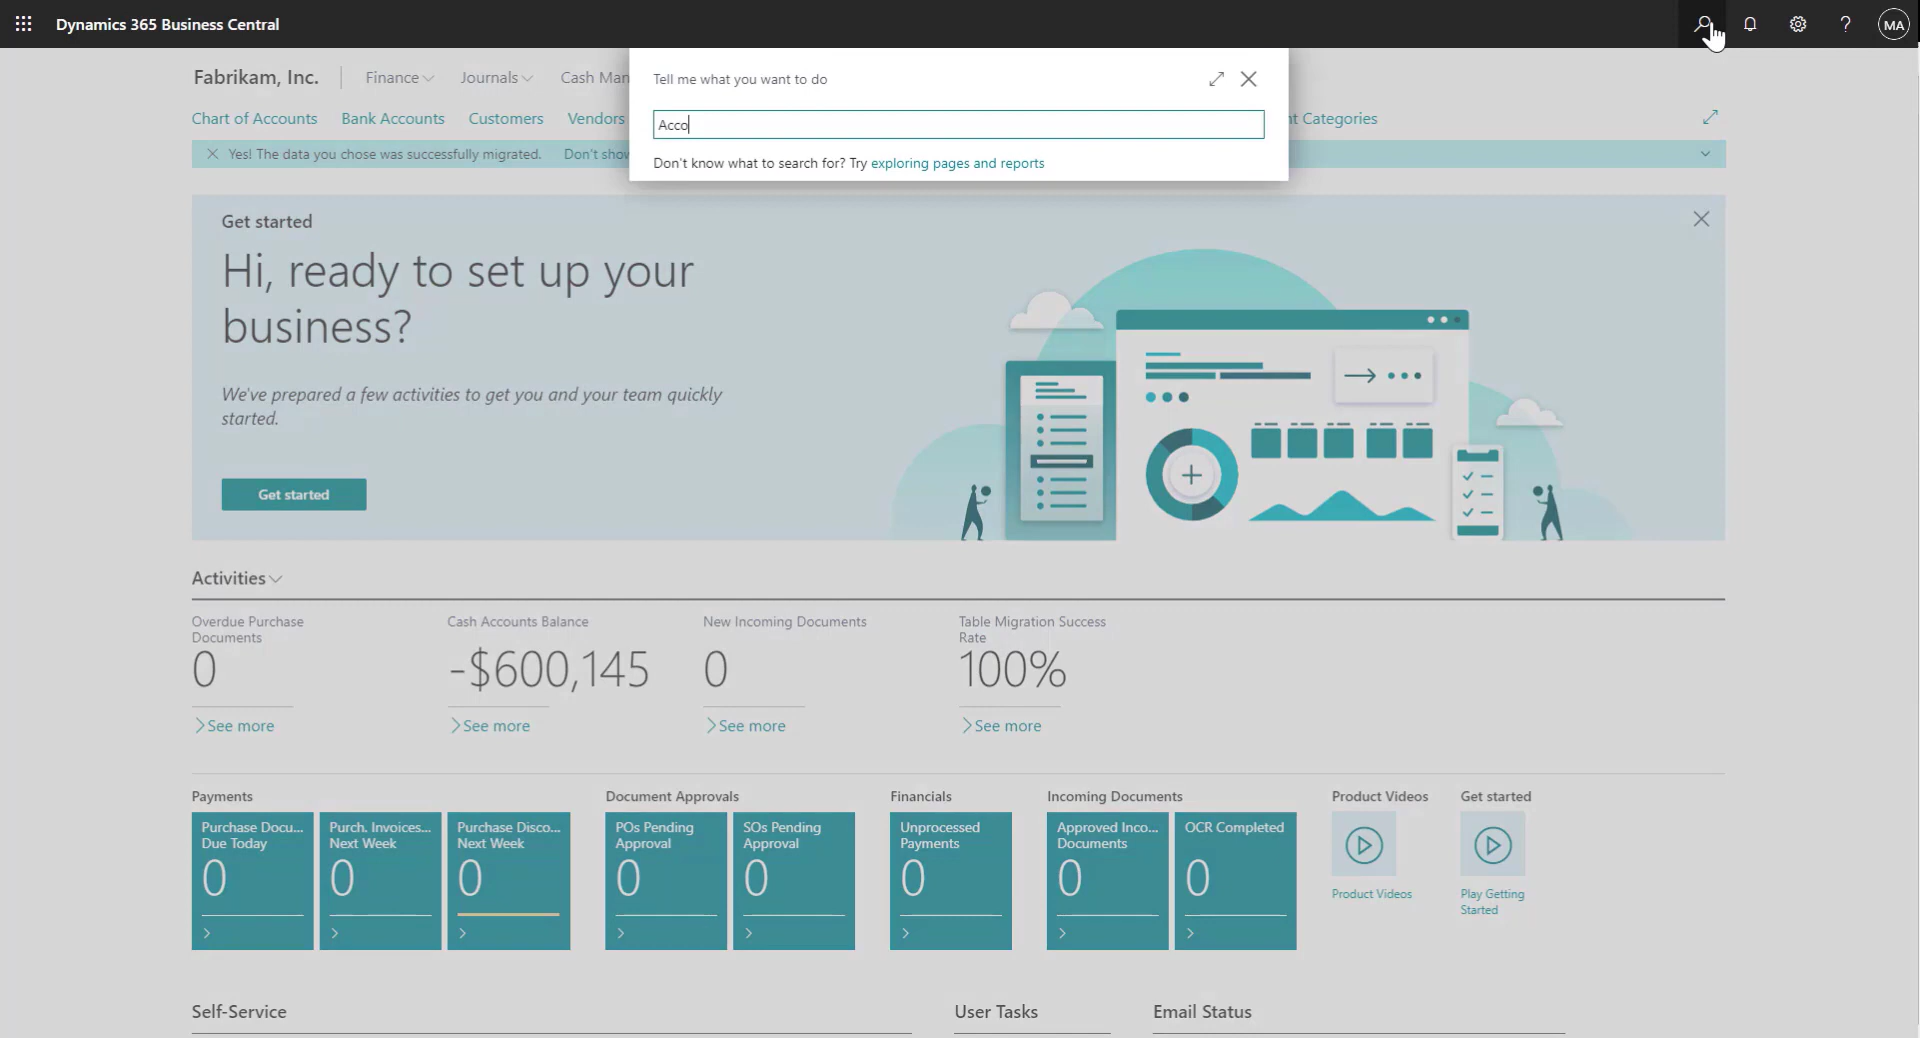 Dynamics 365 Business Central
MA
Tell me what you want to do
Acco
Don't know what to search for? Try exploring pages and reports
Fabrikam, Inc.
Finance
Journals
Cash Man
Chart of Accounts
Bank Accounts
Customers
Vendors
nt Categories
Yes! The data you chose was successfully migrated.
Don't show
Get started
Hi, ready to set up your
business?
We've prepared a few activities to get you and your team quickly
started.
Get started
Activities
Overdue Purchase
Documents
0
See more
Cash Accounts Balance
-$600,145
See more
New Incoming Documents
0
See more
Table Migration Success
Rate
100%
See more
Payments
Purchase Docu...
Due Today
0
Purch. Invoices...
Next Week
0
Purchase Disco...
Next Week
0
Document Approvals
POs Pending
Approval
0
SOs Pending
Approval
0
Financials
Unprocessed
Payments
0
Incoming Documents
Approved Inco...
Documents
0
OCR Completed
0
Product Videos
Product Videos
Get started
Play Getting
Started
Self-Service
User Tasks
Email Status